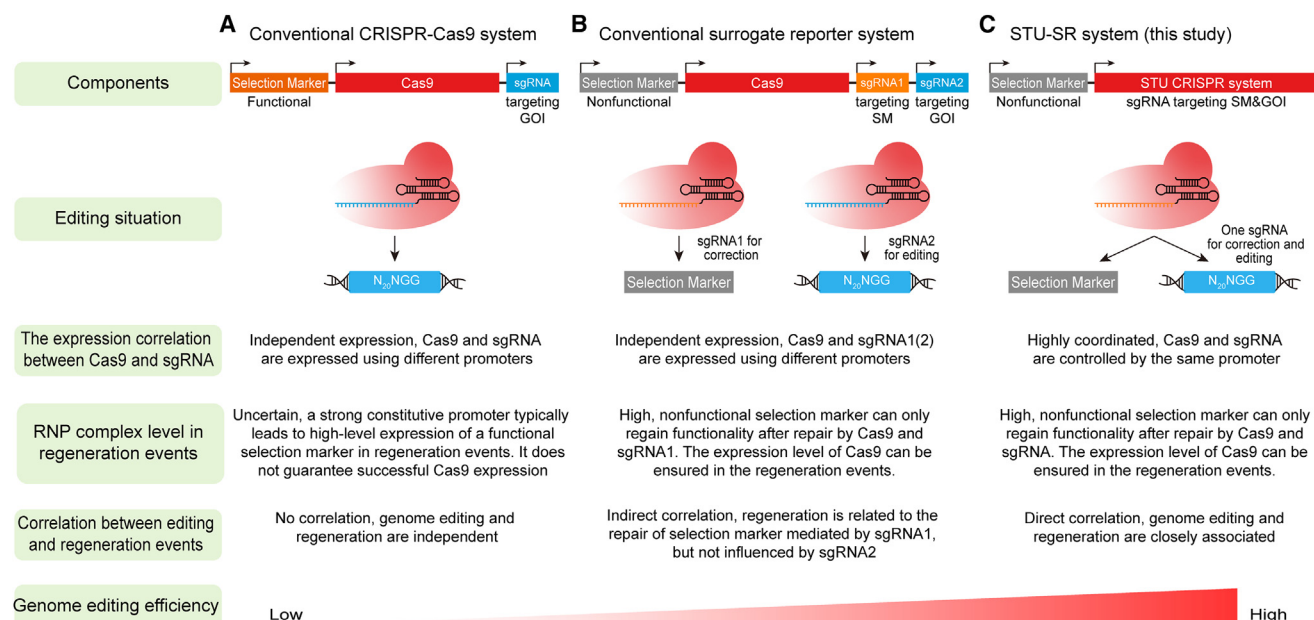 A Conventional CRISPR-Cas9 system
B Conventional surrogate reporter system
C STU-SR system (this study)
Components
Selection Marker Cas9 sgRNA
Functional targeting
GOI
Selection Marker Cas9 sgRNA1 sgRNA2
Nonfunctional targeting targeting
SM GOI
Selection Marker STU CRISPR system
Nonfunctional sgRNA targeting SM&GOI
Editing situation
N20NGG
sgRNA1 for
correction
Selection Marker
sgRNA2
for editing
N20NGG
One sgRNA
for correction and
editing
Selection Marker
N20NGG
The expression correlation
between Cas9 and sgRNA
Independent expression, Cas9 and sgRNA
are expressed using different promoters
Independent expression, Cas9 and sgRNA1(2)
are expressed using different promoters
Highly coordinated, Cas9 and sgRNA
are controlled by the same promoter
RNP complex level in
regeneration events
Uncertain, a strong constitutive promoter typically
leads to high-level expression of a functional
selection marker in regeneration events. It does
not guarantee successful Cas9 expression
High, nonfunctional selection marker can only
regain functionality after repair by Cas9 and
sgRNA1. The expression level of Cas9 can be
ensured in the regeneration events.
High, nonfunctional selection marker can only
regain functionality after repair by Cas9 and
sgRNA. The expression level of Cas9 can be
ensured in the regeneration events.
Correlation between editing
and regeneration events
No correlation, genome editing and
regeneration are independent
Indirect correlation, regeneration is related to the
repair of selection marker mediated by sgRNA1,
but not influenced by sgRNA2
Direct correlation, genome editing and
regeneration are closely associated
Genome editing efficiency
Low
High